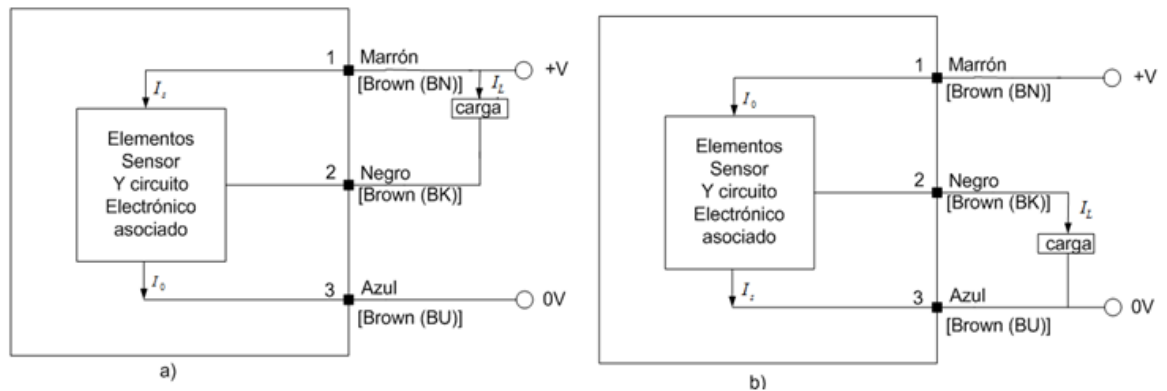 1 Marrón
+V
[Brown (BN)]
I_s
I_L
carga
Elementos
Sensor
Y circuito
Electrónico
asociado
2 Negro
[Brown (BK)]
I_0
3 Azul
0V
[Brown (BU)]
a)
1 Marrón
+V
[Brown (BN)]
I_0
Elementos
Sensor
Y circuito
Electrónico
asociado
2 Negro
[Brown (BK)]
I_L
carga
I_s
3 Azul
0V
[Brown (BU)]
b)